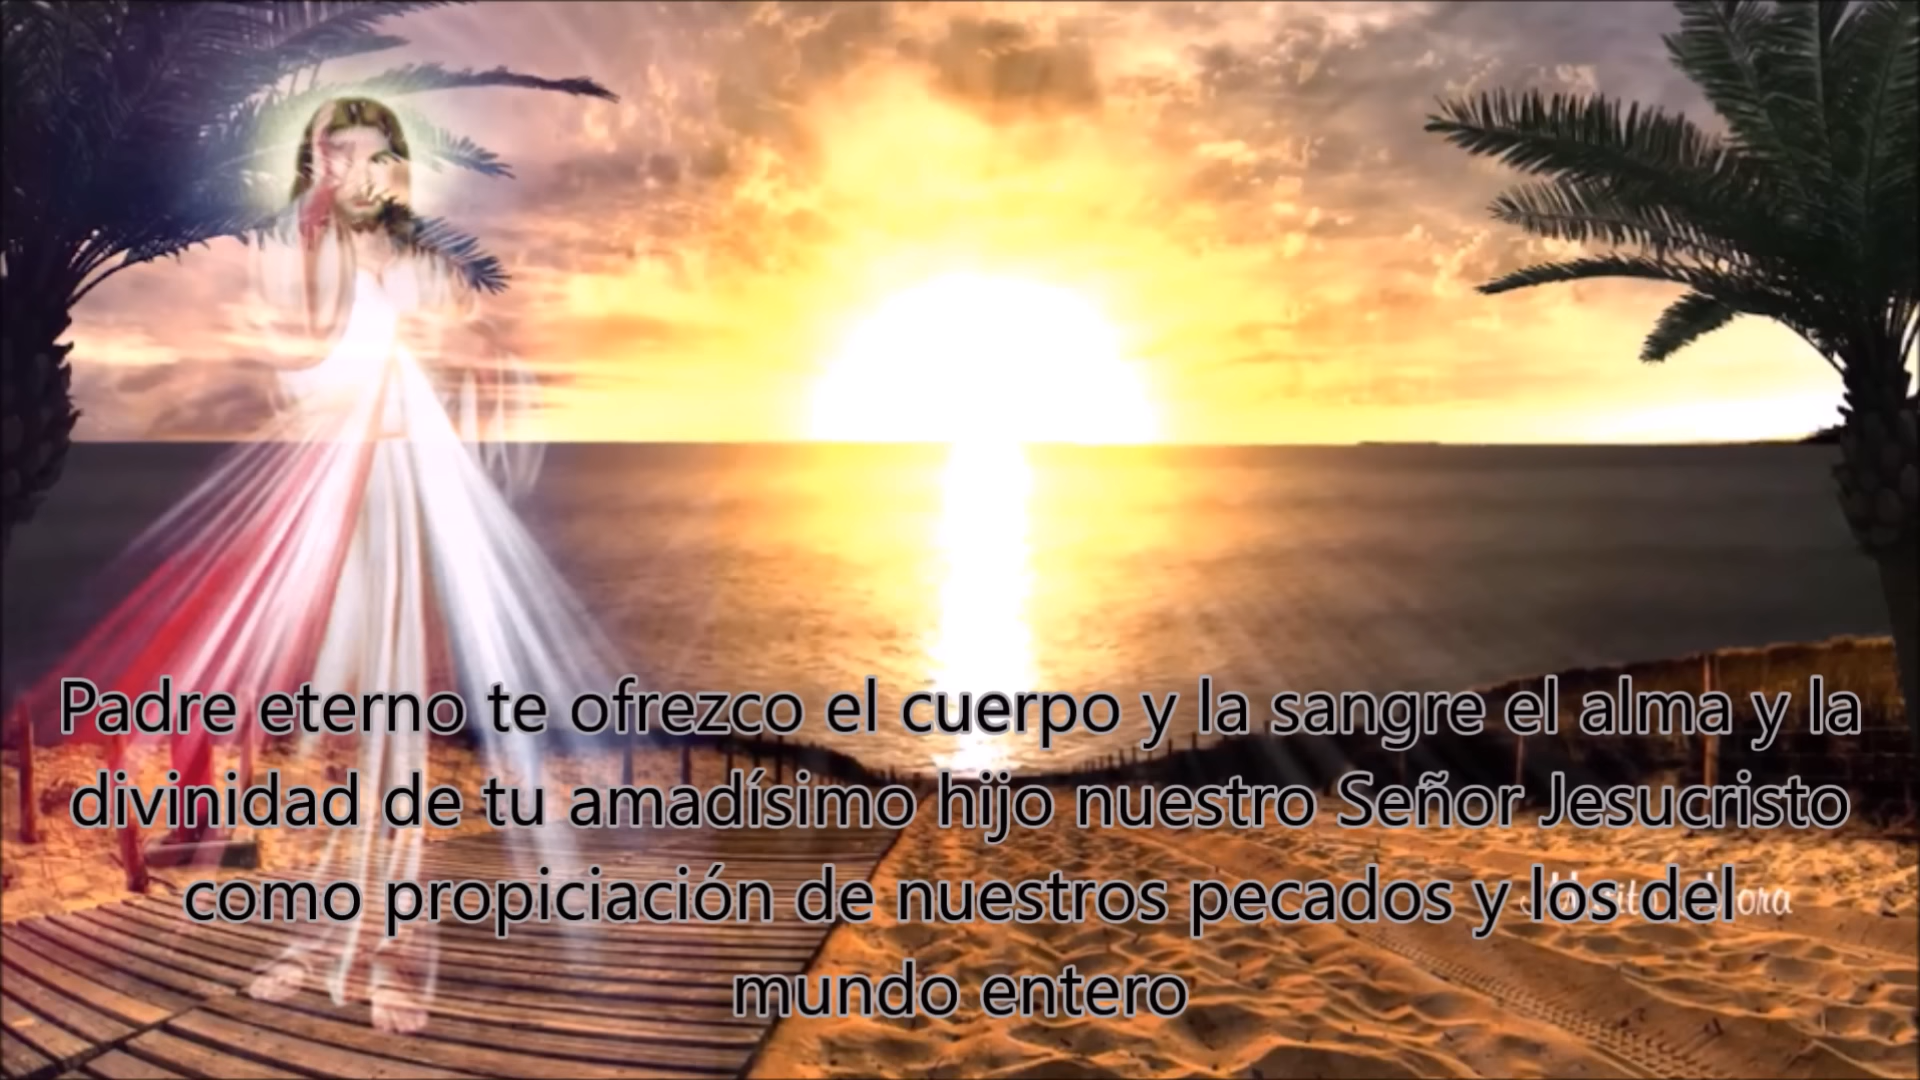 Padre eterno te ofrezco el cuerpo y la sangre el alma y la
divinidad de tu amadísimo hijo nuestro Señor Jesucristo
como propiciación de nuestros pecados y los del
mundo entero